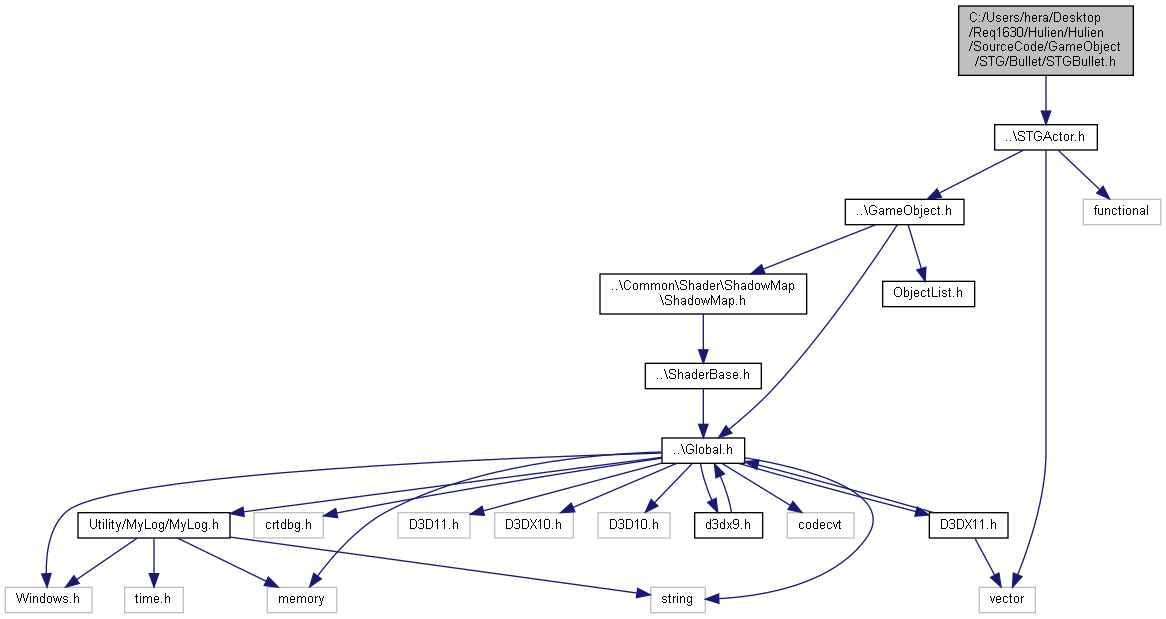 C:/Users/hera/Desktop
/Req1630/Hulien/Hulien
/SourceCode/GameObject
/STG/Bullet/STGBullet.h
..\STGActor.h
..\GameObject.h
functional
..\Common\Shader\ShadowMap
\ShadowMap.h
ObjectList.h
..\ShaderBase.h
..\Global.h
Utility/MyLog/MyLog.h
crtdbg.h
D3D11.h
D3DX10.h
D3D10.h
d3dx9.h
codecvt
D3DX11.h
Windows.h
time.h
memory
string
vector